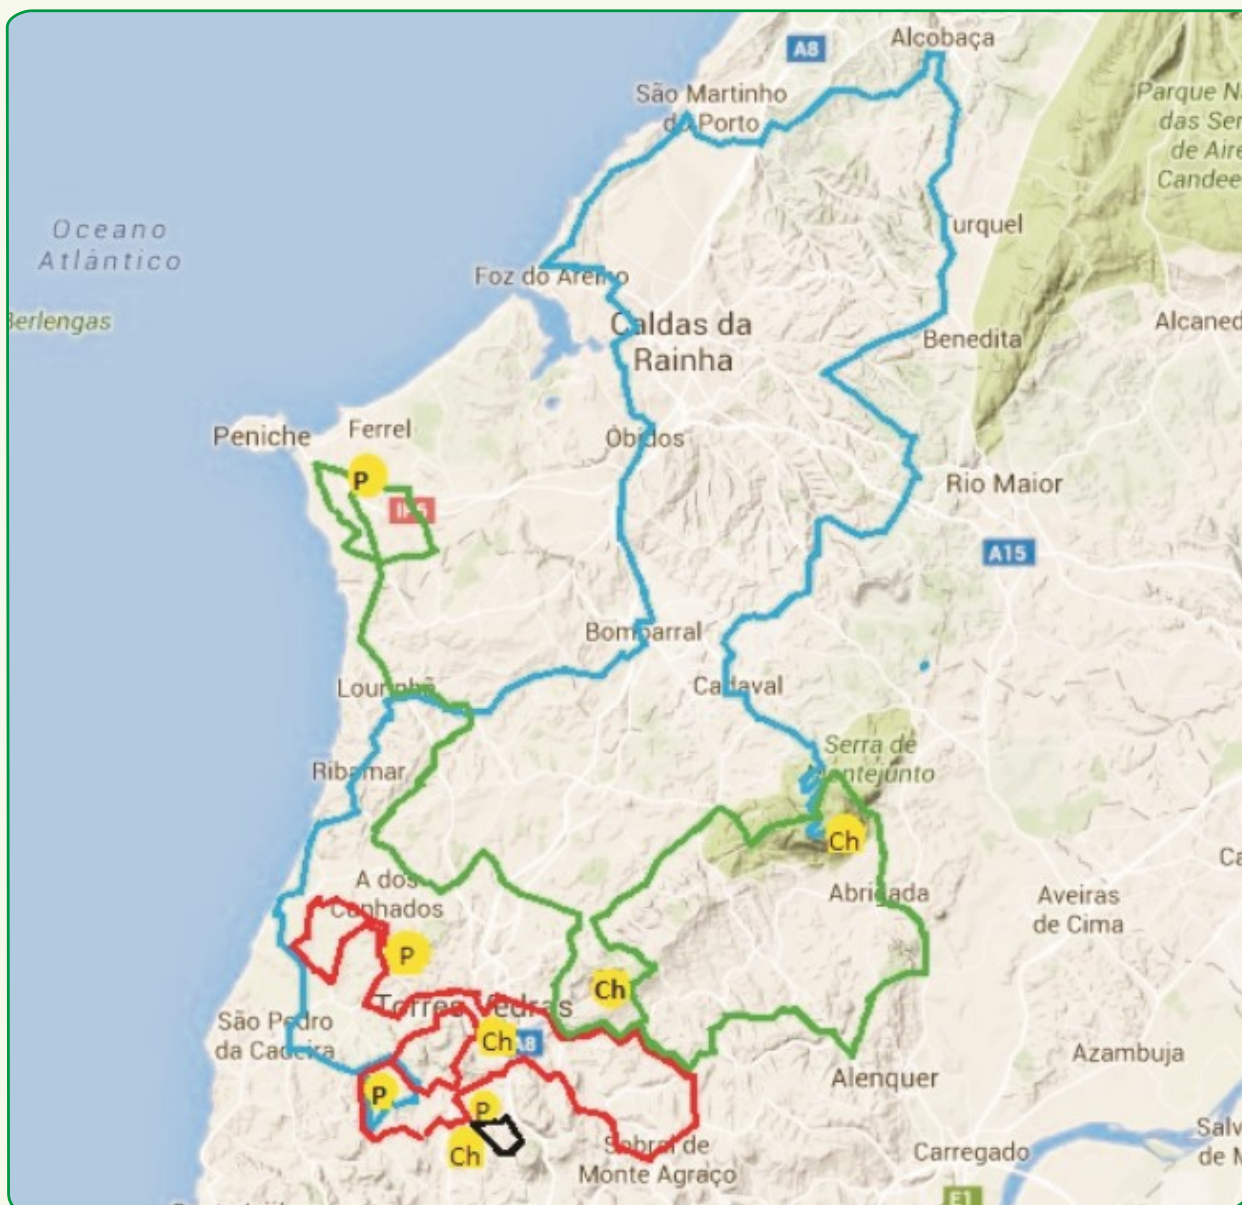 A8
Alcobaça
São Martinho
do Porto
Parque N
das Ser
de Aire
Candee
Oceano
Atlântico
Turquel
Foz do Arelho
Berlengas
Caldas da
Rainha
Alcaned
Benedita
Peniche
Ferrel
Óbidos
P
IP6
Rio Maior
A15
Bombarral
Lourinhã
Cadaval
Ribamar
Serra de
Montejunto
Ch
A dos
Cunhados
Abrigada
Aveiras
de Cima
Ca
P
Ch
Torres Vedras
São Pedro
da Cadeira
Ch
A8
Azambuja
Alenquer
P
P
Ch
Sobral de
Monte Agraço
Carregado
Salv
de M
E1